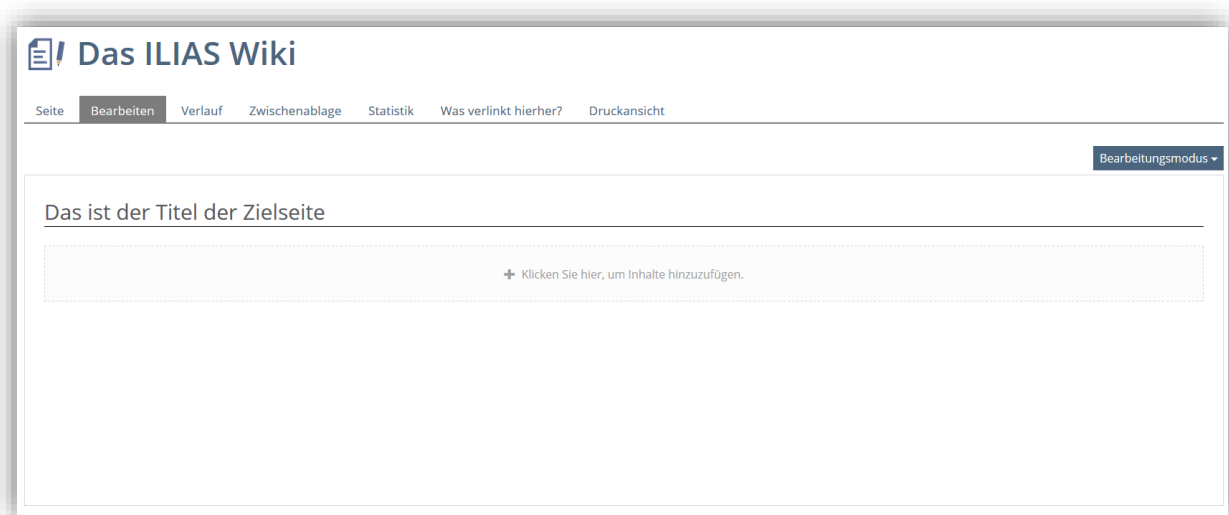 Das ILIAS Wiki
Seite Bearbeiten Verlauf Zwischenablage Statistik Was verlinkt hierher? Druckansicht
Bearbeitungsmodus
Das ist der Titel der Zielseite
Klicken Sie hier, um Inhalte hinzuzufügen.